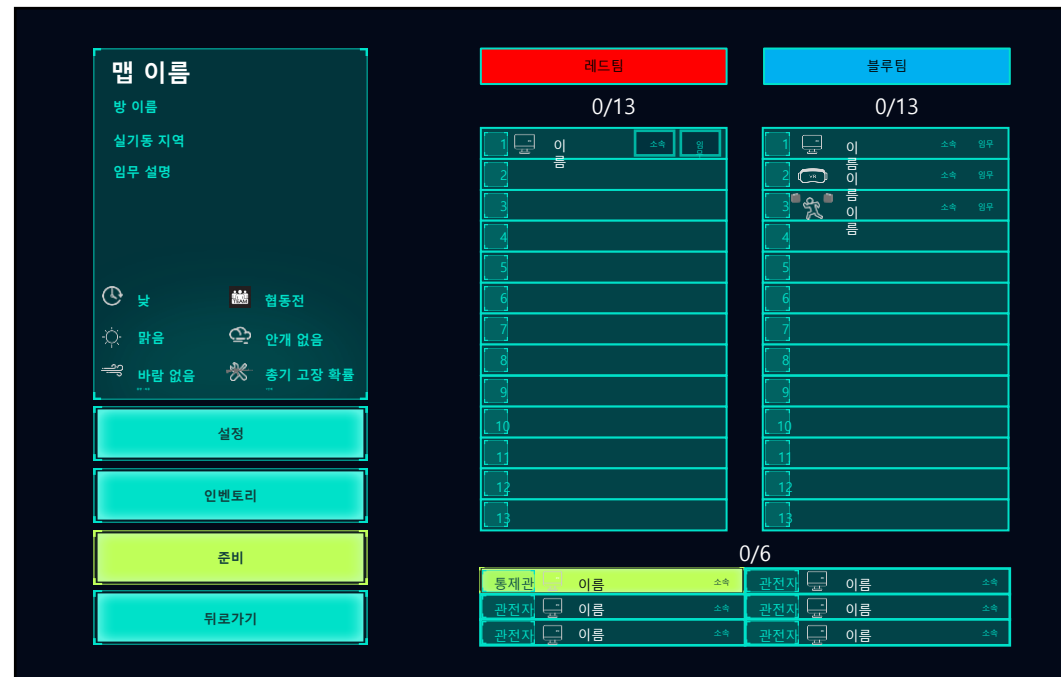 맵 이름
방 이름
실기동 지역
임무 설명
낮
TEAM
협동전
맑음
안개 없음
바람 없음
총기 고장 확률
설정
인벤토리
준비
뒤로가기
레드팀
0/13
1 이름 소속 임무
2
3
4
5
6
7
8
9
10
11
12
13
블루팀
0/13
1 이름 소속 임무
2 VR 이름 소속 임무
3 이름 소속 임무
4
5
6
7
8
9
10
11
12
13
0/6
통제관 이름 소속
관전자 이름 소속
관전자 이름 소속
관전자 이름 소속
관전자 이름 소속
관전자 이름 소속